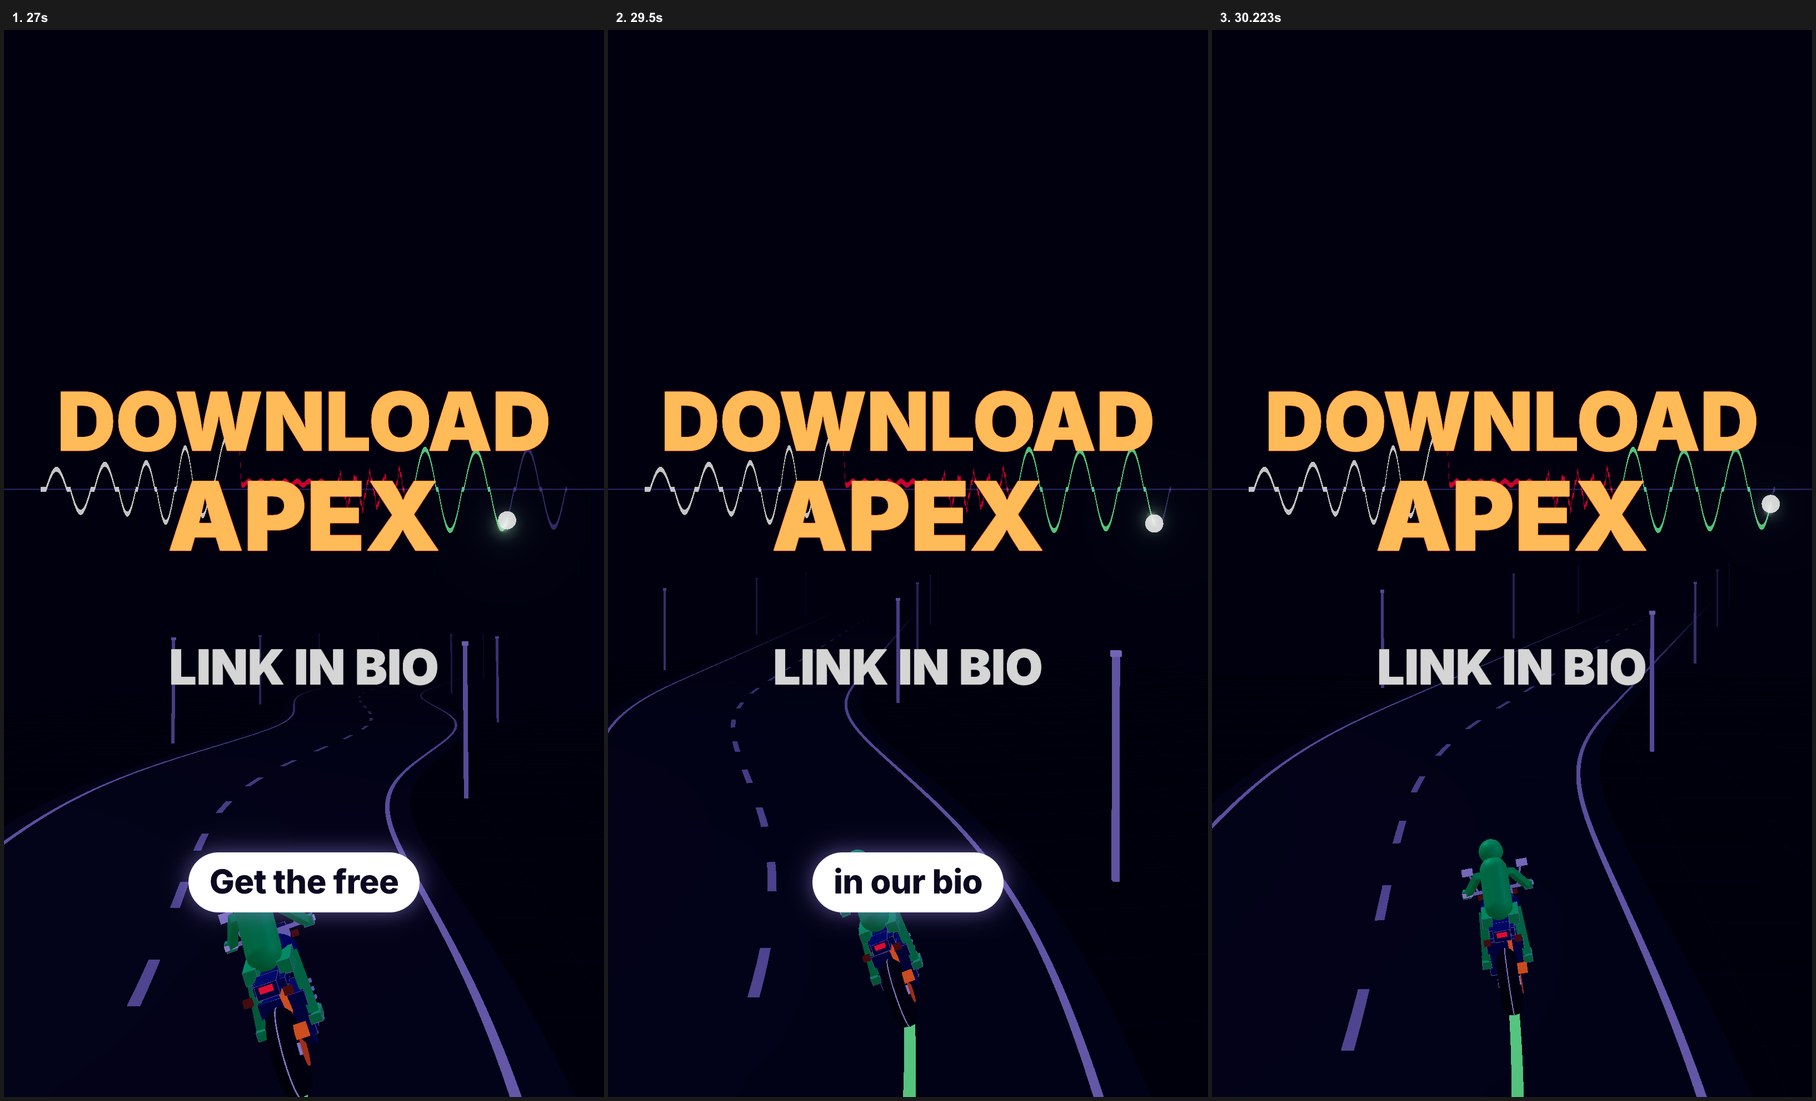 1. 27s
DOWNLOAD
APEX
LINK IN BIO
Get the free
2. 29.5s
DOWNLOAD
APEX
LINK IN BIO
in our bio
3. 30.223s
DOWNLOAD
APEX
LINK IN BIO